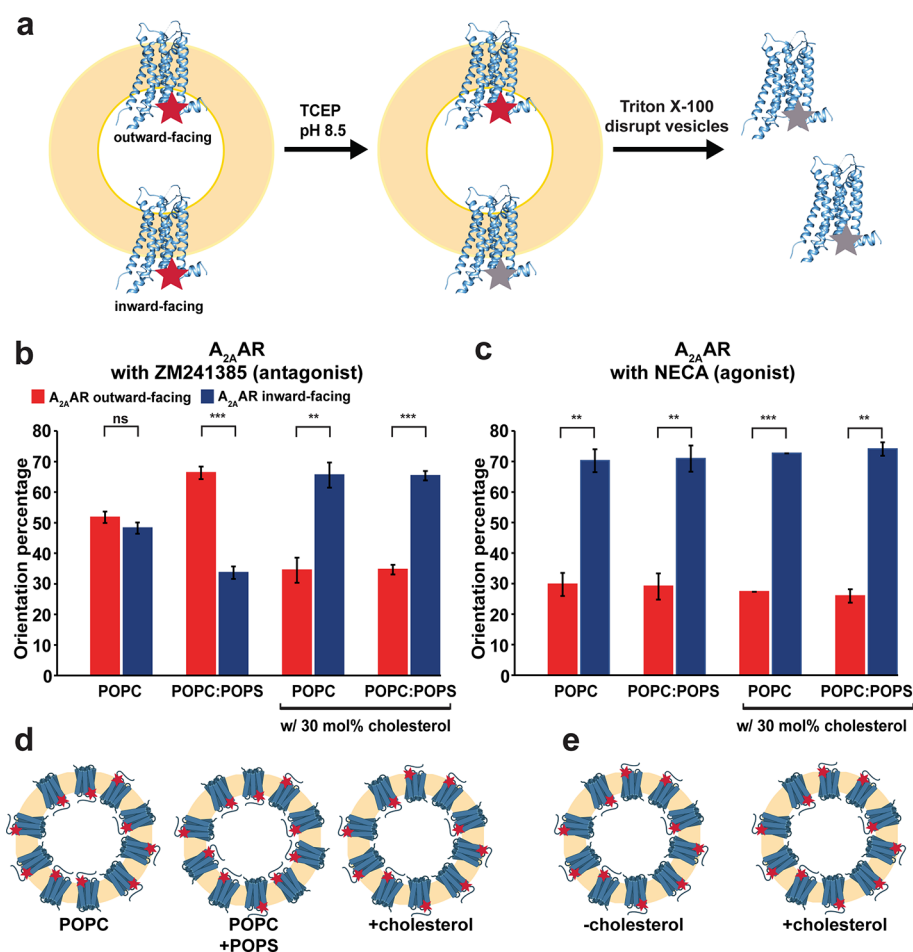 a
outward-facing
inward-facing
TCEP
pH 8.5
Triton X-100
disrupt vesicles
b
A2AAR
with ZM241385 (antagonist)
A2AAR outward-facing
A2AAR inward-facing
Orientation percentage
80
70
60
50
40
30
20
10
0
ns
***
**
***
POPC
POPC:POPS
POPC
POPC:POPS
w/ 30 mol% cholesterol
c
A2AAR
with NECA (agonist)
Orientation percentage
80
70
60
50
40
30
20
10
0
**
**
***
**
POPC
POPC:POPS
POPC
POPC:POPS
w/ 30 mol% cholesterol
d
POPC
POPC
+POPS
+cholesterol
e
-cholesterol
+cholesterol